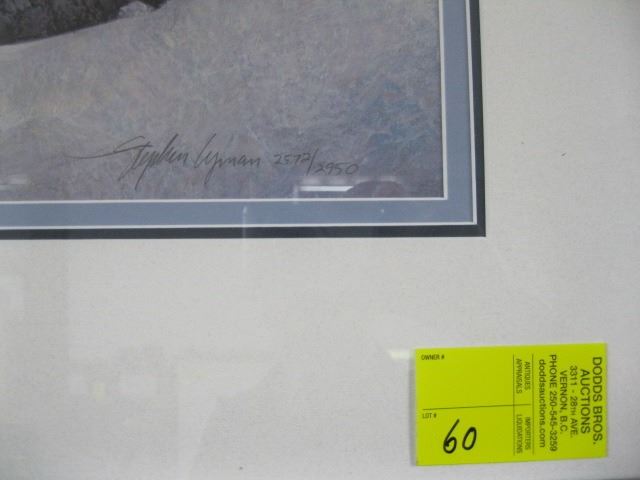 Stephen Lyman 2572/2950
OWNER #
LOT #
60
ANTIQUES
APPRAISALS
IMPORTERS
LIQUIDATIONS
DODDS BROS.
AUCTIONS
3311 - 28TH AVE.
VERNON, B.C.
PHONE 250-545-3259
doddsauctions.com